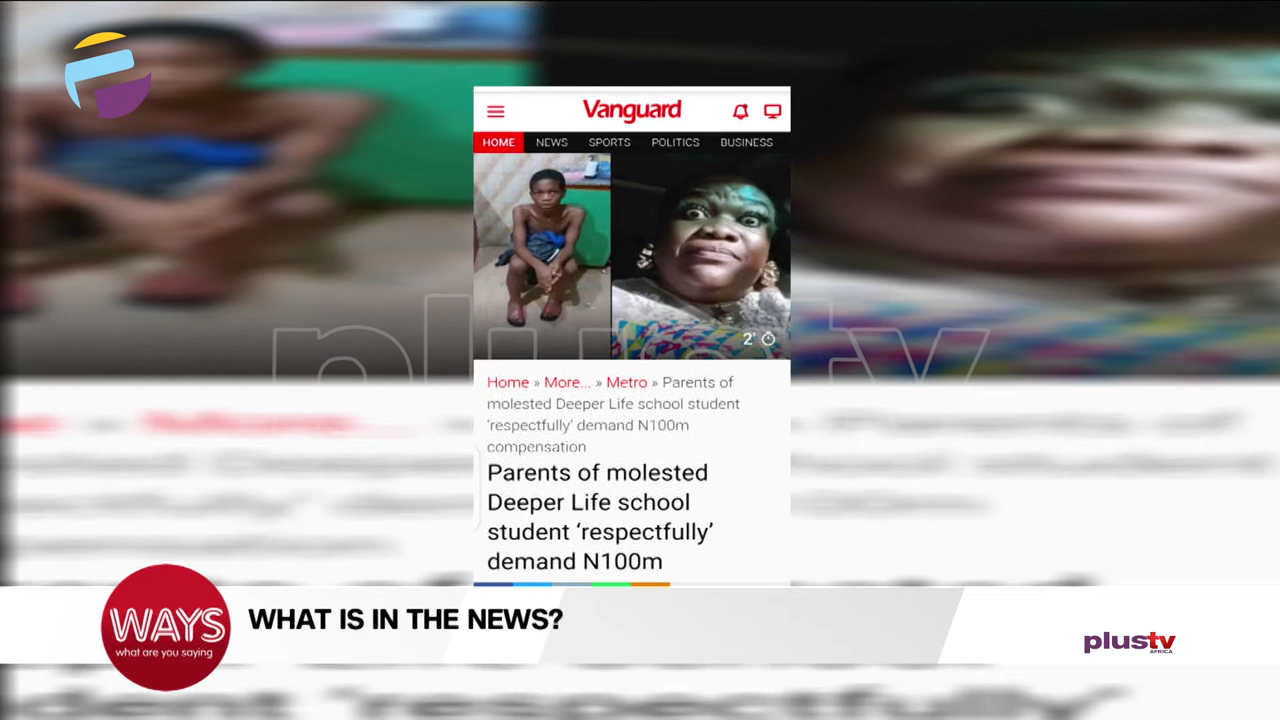 Vanguard
HOME NEWS SPORTS POLITICS BUSINESS
2'
Home » More... » Metro » Parents of
molested Deeper Life school student
'respectfully' demand N100m
compensation
Parents of molested
Deeper Life school
student 'respectfully'
demand N100m
plustv
WAYS
what are you saying
WHAT IS IN THE NEWS?
plustv
AFRICA